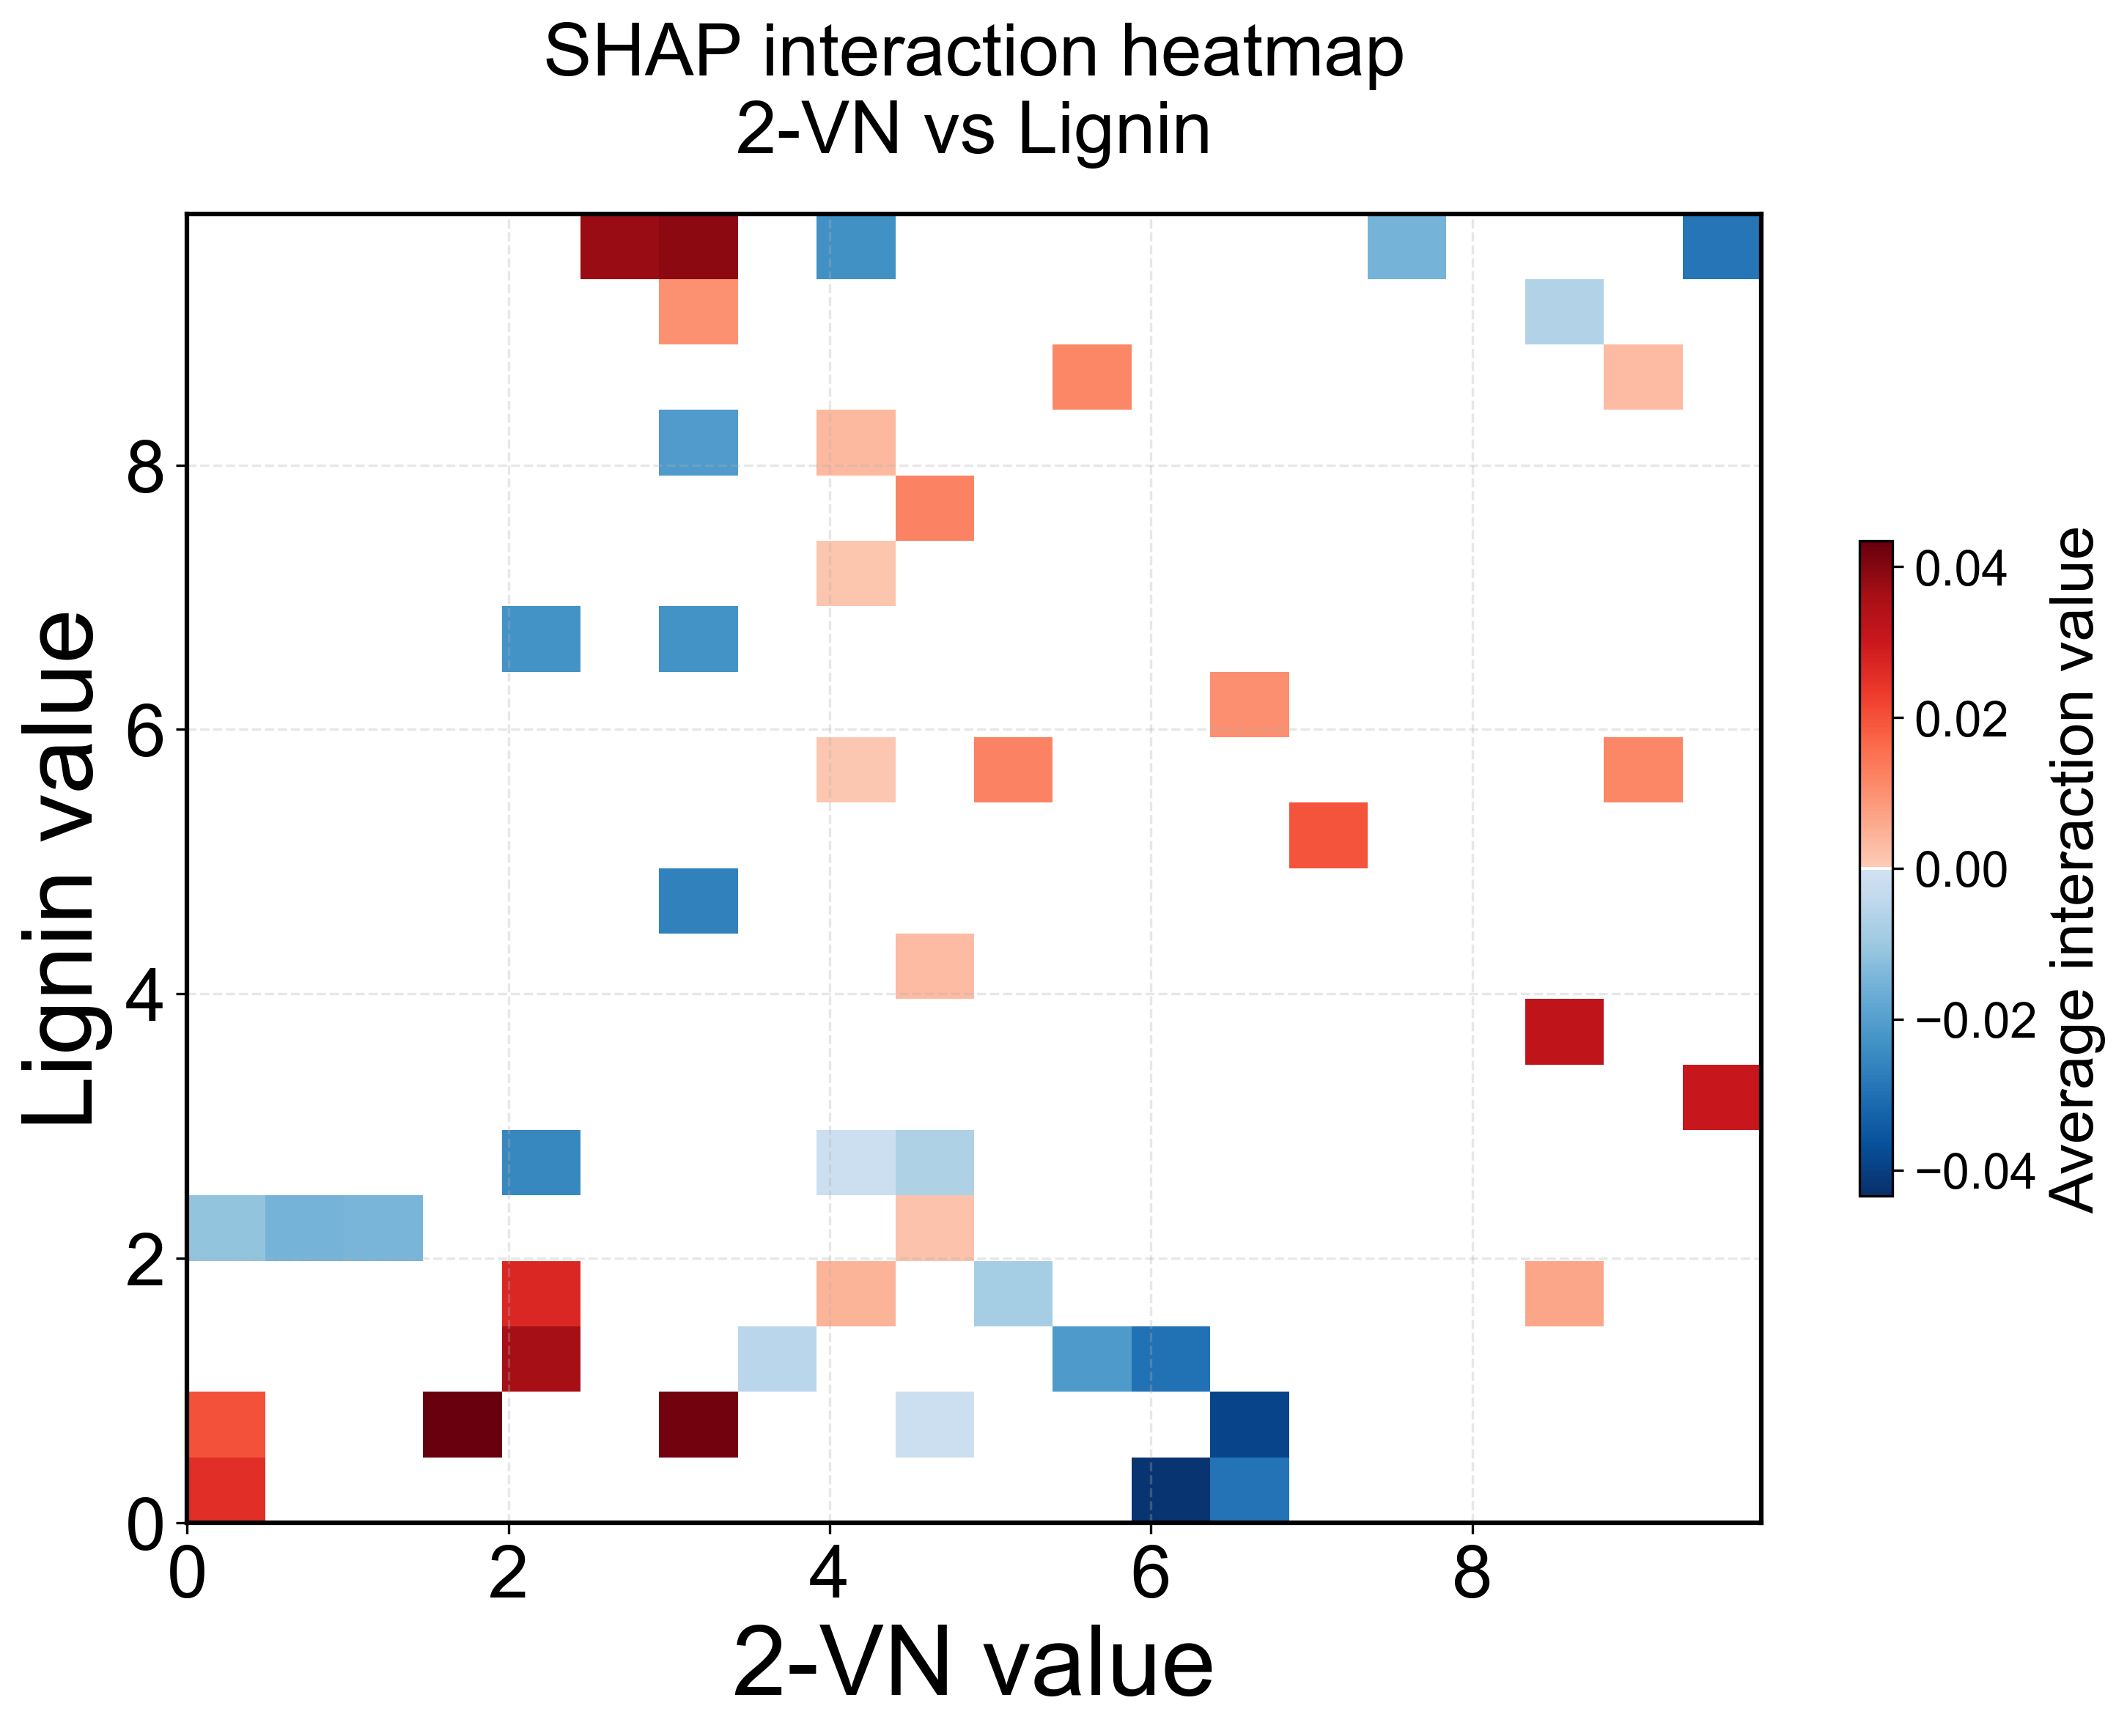 SHAP interaction heatmap
2-VN vs Lignin
Lignin value
8
6
4
2
0
0 2 4 6 8
2-VN value
0.04
0.02
0.00
−0.02
−0.04
Average interaction value